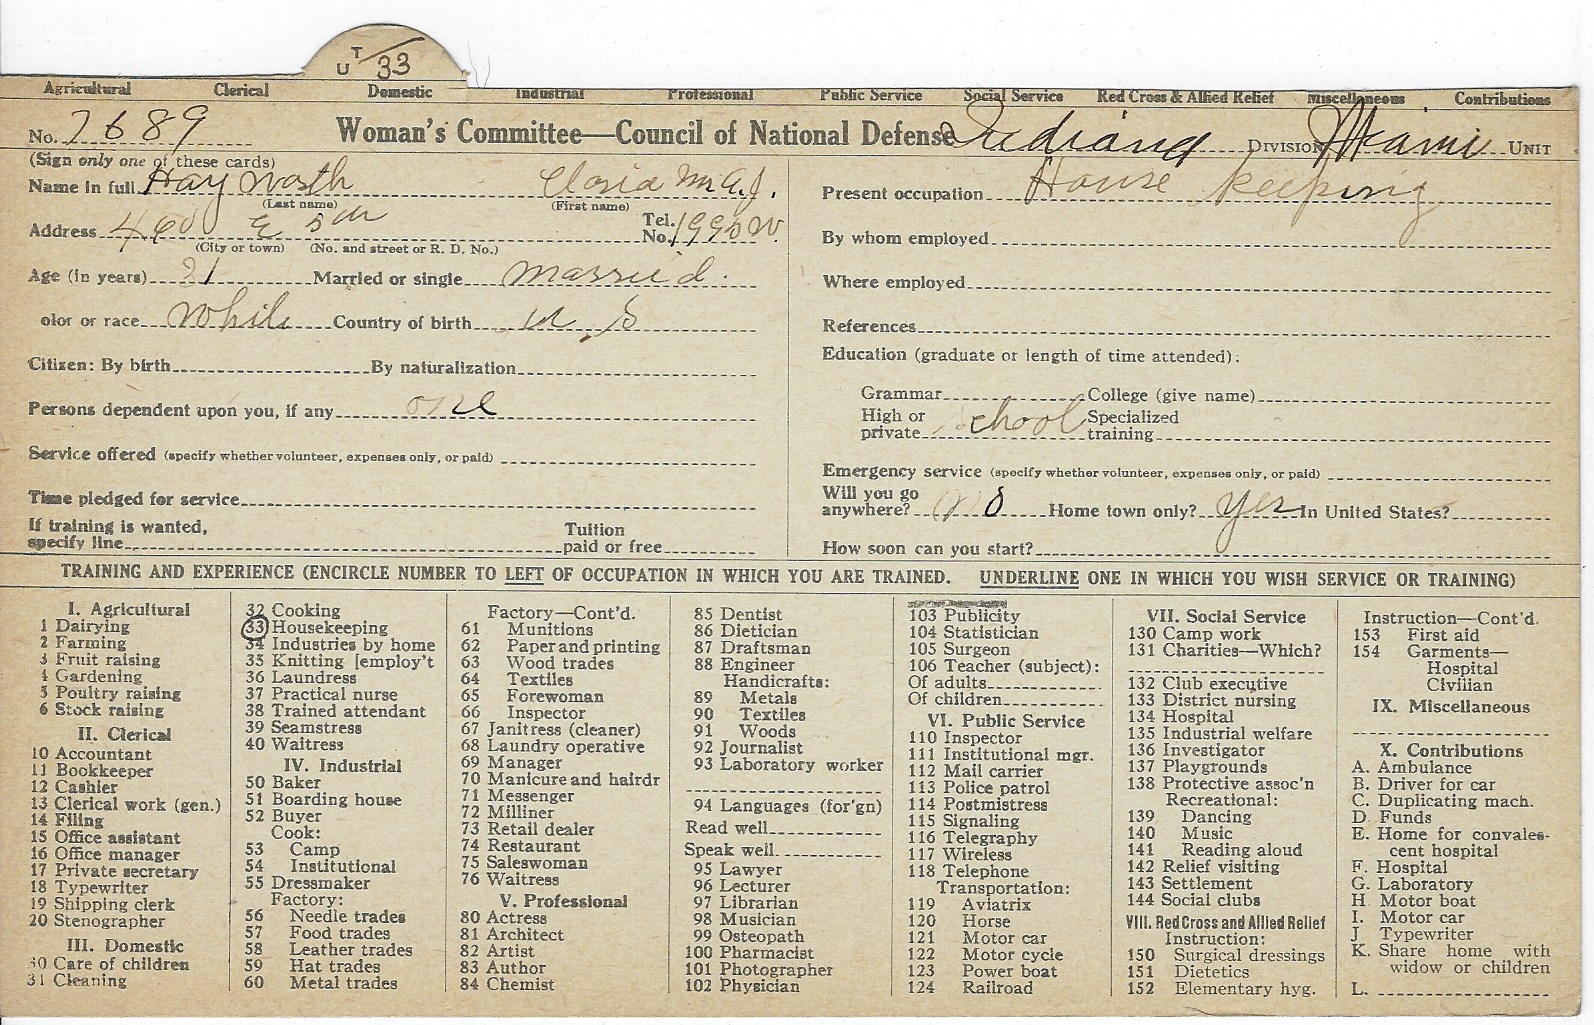 U T/33
Agricultural Clerical Domestic Industrial Professional Public Service Social Service Red Cross & Allied Relief Miscellaneous Contributions
No. 7689 Woman's Committee—Council of National Defense Indiana Division Miami Unit
(Sign only one of these cards)
Name in full Hayworth
(Last name) (First name)
Address 460 E 5th Tel. No. 1995W.
(City or town) (No. and street or R. D. No.)
Age (in years) 21 Married or single married.
olor or race White Country of birth U.S
Citizen: By birth By naturalization
Persons dependent upon you, if any one
Service offered (specify whether volunteer, expenses only, or paid)
Time pledged for service
If training is wanted, specify line Tuition paid or free
Present occupation House keeping
By whom employed
Where employed
References
Education (graduate or length of time attended):
Grammar College (give name)
High or private school Specialized training
Emergency service (specify whether volunteer, expenses only, or paid)
Will you go anywhere? no Home town only? yes In United States?
How soon can you start?
TRAINING AND EXPERIENCE (ENCIRCLE NUMBER TO LEFT OF OCCUPATION IN WHICH YOU ARE TRAINED. UNDERLINE ONE IN WHICH YOU WISH SERVICE OR TRAINING)
I. Agricultural
1 Dairying
2 Farming
3 Fruit raising
4 Gardening
5 Poultry raising
6 Stock raising
II. Clerical
10 Accountant
11 Bookkeeper
12 Cashier
13 Clerical work (gen.)
14 Filing
15 Office assistant
16 Office manager
17 Private secretary
18 Typewriter
19 Shipping clerk
20 Stenographer
III. Domestic
30 Care of children
31 Cleaning
32 Cooking
33 Housekeeping
34 Industries by home
35 Knitting [employ't
36 Laundress
37 Practical nurse
38 Trained attendant
39 Seamstress
40 Waitress
IV. Industrial
50 Baker
51 Boarding house
52 Buyer
Cook:
53 Camp
54 Institutional
55 Dressmaker
Factory:
56 Needle trades
57 Food trades
58 Leather trades
59 Hat trades
60 Metal trades
Factory—Cont'd.
61 Munitions
62 Paper and printing
63 Wood trades
64 Textiles
65 Forewoman
66 Inspector
67 Janitress (cleaner)
68 Laundry operative
69 Manager
70 Manicure and hairdr
71 Messenger
72 Milliner
73 Retail dealer
74 Restaurant
75 Saleswoman
76 Waitress
V. Professional
80 Actress
81 Architect
82 Artist
83 Author
84 Chemist
85 Dentist
86 Dietician
87 Draftsman
88 Engineer
Handicrafts:
89 Metals
90 Textiles
91 Woods
92 Journalist
93 Laboratory worker
94 Languages (for'gn)
Read well
Speak well
95 Lawyer
96 Lecturer
97 Librarian
98 Musician
99 Osteopath
100 Pharmacist
101 Photographer
102 Physician
103 Publicity
104 Statistician
105 Surgeon
106 Teacher (subject):
Of adults
Of children
VI. Public Service
110 Inspector
111 Institutional mgr.
112 Mail carrier
113 Police patrol
114 Postmistress
115 Signaling
116 Telegraphy
117 Wireless
118 Telephone
Transportation:
119 Aviatrix
120 Horse
121 Motor car
122 Motor cycle
123 Power boat
124 Railroad
VII. Social Service
130 Camp work
131 Charities—Which?
132 Club executive
133 District nursing
134 Hospital
135 Industrial welfare
136 Investigator
137 Playgrounds
138 Protective assoc'n
Recreational:
139 Dancing
140 Music
141 Reading aloud
142 Relief visiting
143 Settlement
144 Social clubs
VIII. Red Cross and Allied Relief
Instruction:
150 Surgical dressings
151 Dietetics
152 Elementary hyg.
Instruction—Cont'd.
153 First aid
154 Garments—
Hospital
Civilian
IX. Miscellaneous
X. Contributions
A. Ambulance
B. Driver for car
C. Duplicating mach.
D. Funds
E. Home for convales-
cent hospital
F. Hospital
G. Laboratory
H. Motor boat
I. Motor car
J Typewriter
K. Share home with
widow or children
L.